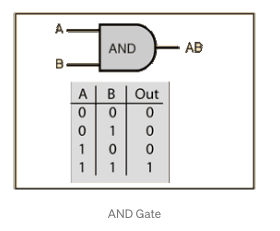 A
AND
AB
B
A B Out
0 0 0
0 1 0
1 0 0
1 1 1
AND Gate